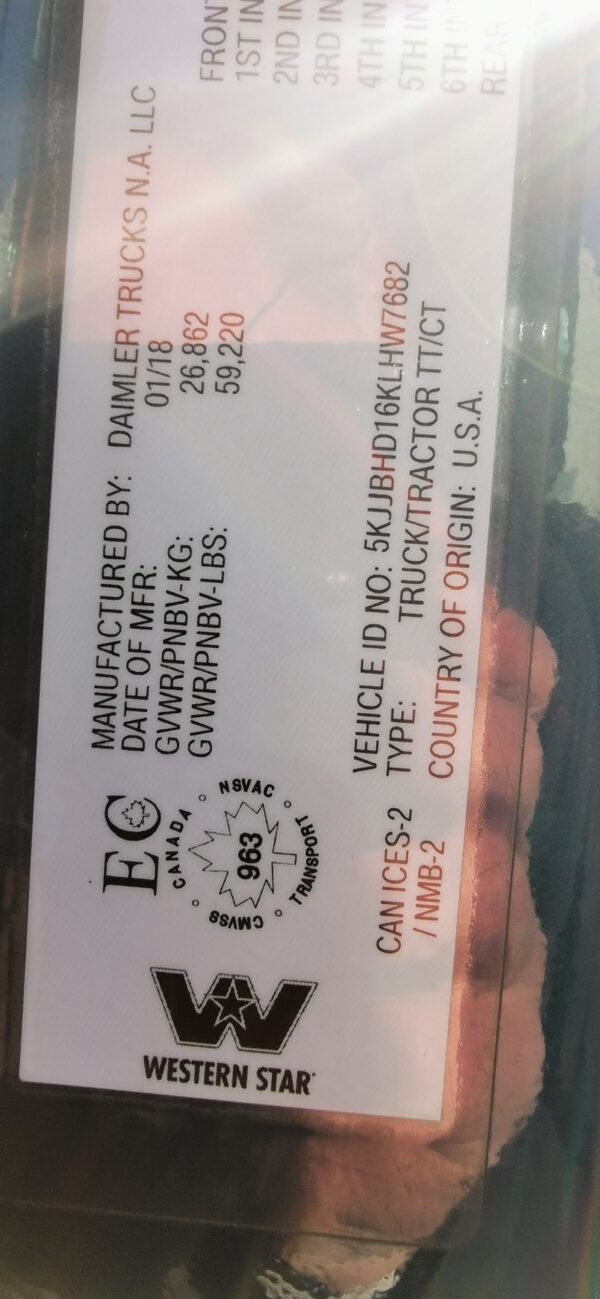 WESTERN STAR
EC
CANADA
NSVAC
TRANSPORT
CMVSS
963
CAN ICES-2
/ NMB-2
MANUFACTURED BY: DAIMLER TRUCKS N.A. LLC
DATE OF MFR: 01/18
GVWR/PNBV-KG: 26,862
GVWR/PNBV-LBS: 59,220
VEHICLE ID NO: 5KJJBHD16KLHW7682
TYPE: TRUCK/TRACTOR TT/CT
COUNTRY OF ORIGIN: U.S.A.
FRONT
1ST IN
2ND IN
3RD IN
4TH IN
5TH IN
6TH IN
REAR